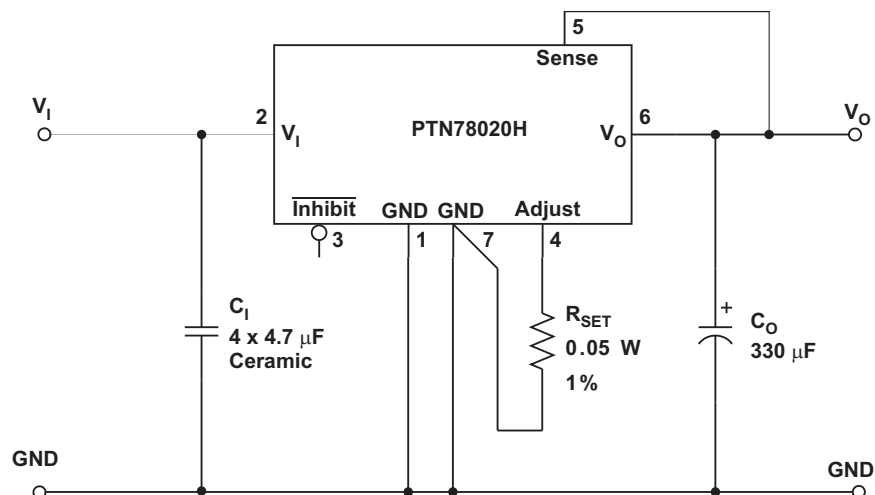 5
Sense
V_I
2
V_I
PTN78020H
V_O
6
V_O
Inhibit
GND
GND
Adjust
3
1
7
4
C_I
4 x 4.7 μF
Ceramic
R_SET
0.05 W
1%
+
C_O
330 μF
GND
GND